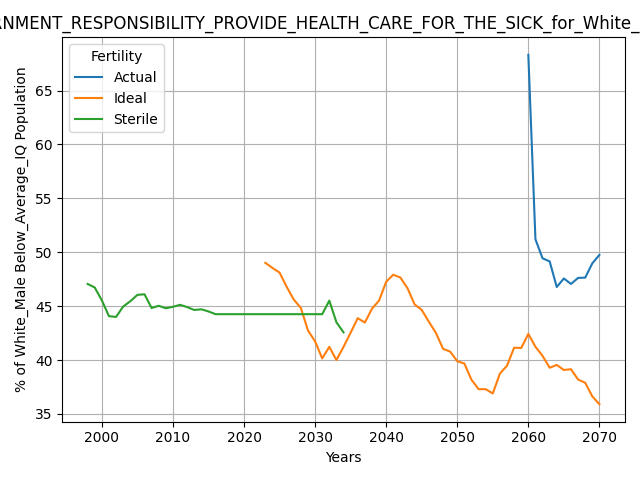 RNMENT_RESPONSIBILITY_PROVIDE_HEALTH_CARE_FOR_THE_SICK_for_White_
Fertility
Actual
Ideal
Sterile
% of White_Male Below_Average_IQ Population
65
60
55
50
45
40
35
2000 2010 2020 2030 2040 2050 2060 2070
Years